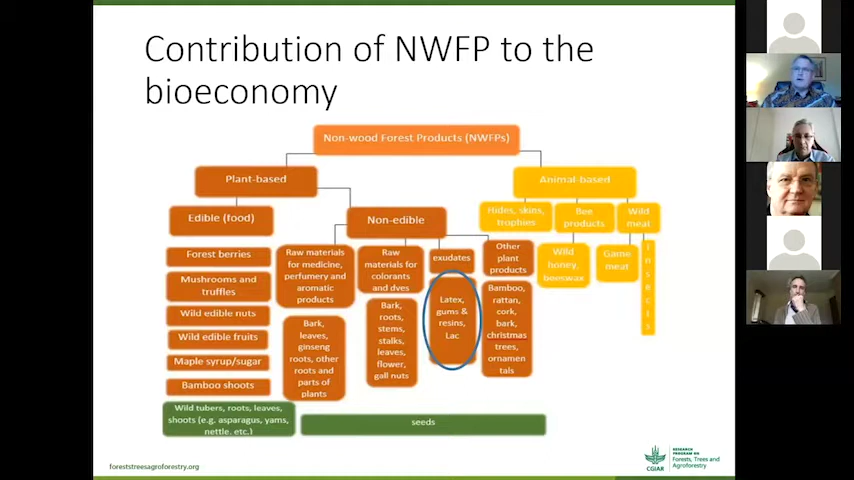 Contribution of NWFP to the
bioeconomy
Non-wood Forest Products (NWFPs)
Plant-based
Animal-based
Edible (food)
Non-edible
Hides, skins,
trophies
Bee
products
Wild
meat
Forest berries
Mushrooms and
truffles
Wild edible nuts
Wild edible fruits
Maple syrup/sugar
Bamboo shoots
Wild tubers, roots, leaves,
shoots (e.g. asparagus, yams,
nettle, etc.)
Raw materials
for medicine,
perfumery and
aromatic
products
Bark,
leaves,
ginseng
roots, other
roots and
parts of
plants
Raw
materials for
colorants
and dyes
Bark,
roots,
stems,
stalks,
leaves,
flower,
gall nuts
exudates
Latex,
gums &
resins,
Lac
Other
plant
products
Bamboo,
rattan,
cork,
bark,
christmas
trees,
ornamen
tals
Wild
honey,
beeswax
Game
meat
Insects
seeds
foreststreesagroforestry.org
CGIAR
RESEARCH
PROGRAM ON
Forests, Trees and
Agroforestry